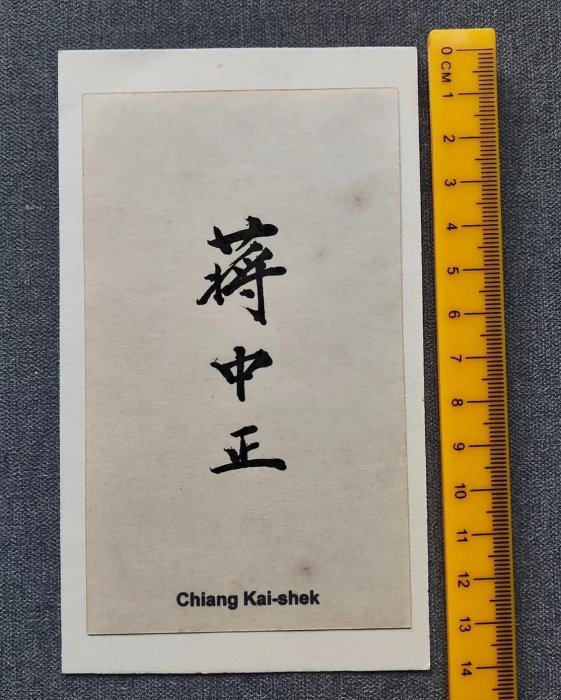 蔣中正
Chiang Kai-shek
0 CM 1 2 3 4 5 6 7 8 9 10 11 12 13 14